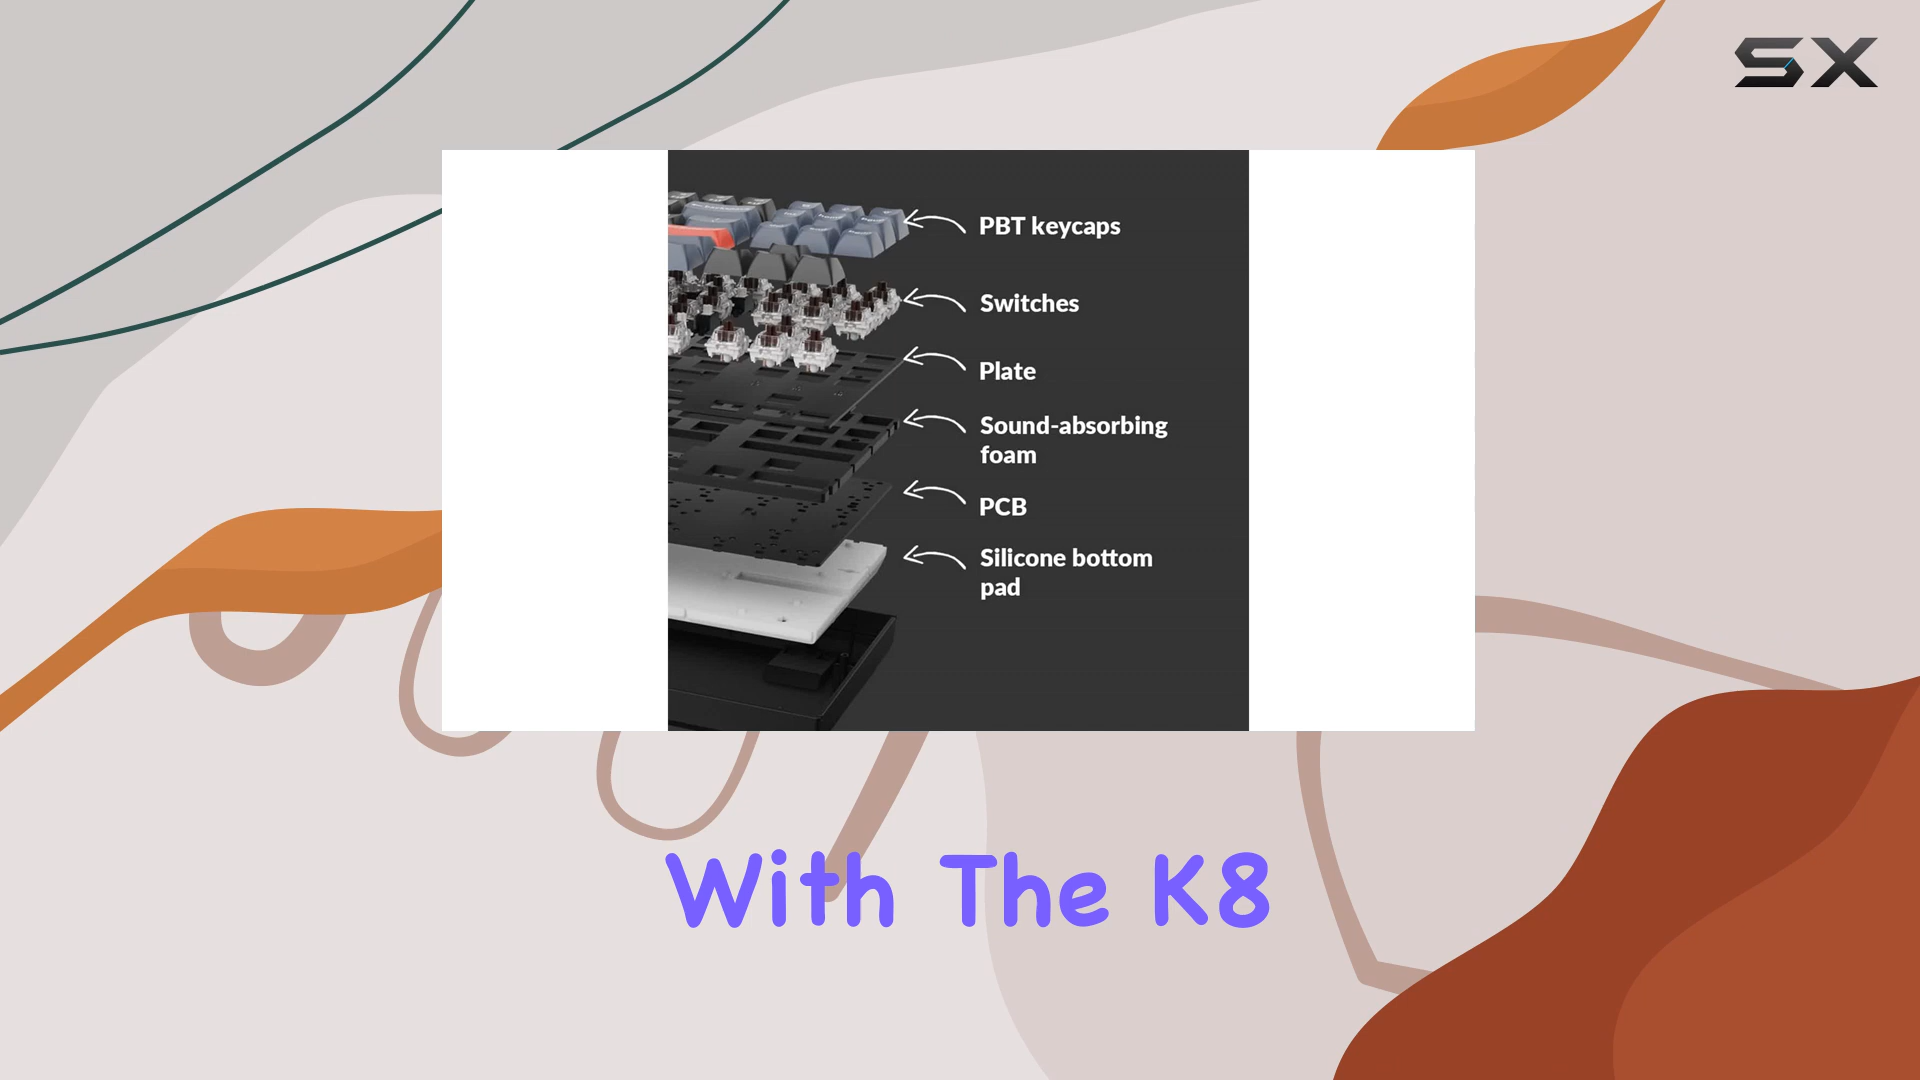 SX
PBT keycaps
Switches
Plate
Sound-absorbing
foam
PCB
Silicone bottom
pad
With The K8